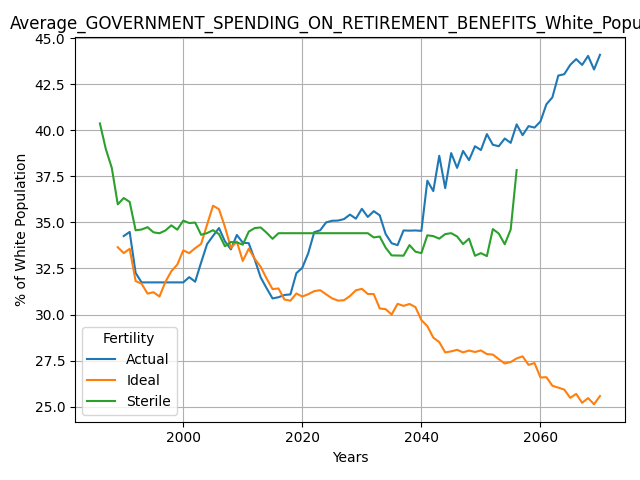 Average_GOVERNMENT_SPENDING_ON_RETIREMENT_BENEFITS_White_Popu
45.0
42.5
40.0
37.5
35.0
32.5
30.0
27.5
25.0
% of White Population
Fertility
Actual
Ideal
Sterile
2000 2020 2040 2060
Years